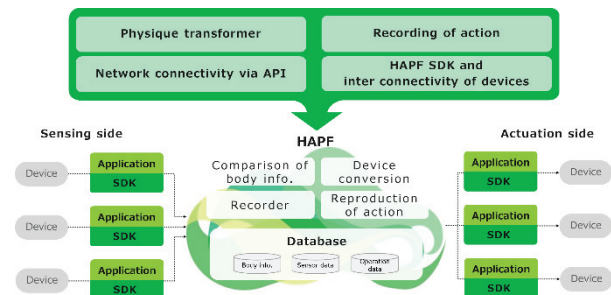 Physique transformer
Recording of action
Network connectivity via API
HAPF SDK and
inter connectivity of devices
Sensing side
HAPF
Actuation side
Device
Application
SDK
Device
Application
SDK
Device
Application
SDK
Comparison of
body info.
Device
conversion
Recorder
Reproduction
of action
Database
Body info.
Sensor data
Operation
data
Application
SDK
Device
Application
SDK
Device
Application
SDK
Device